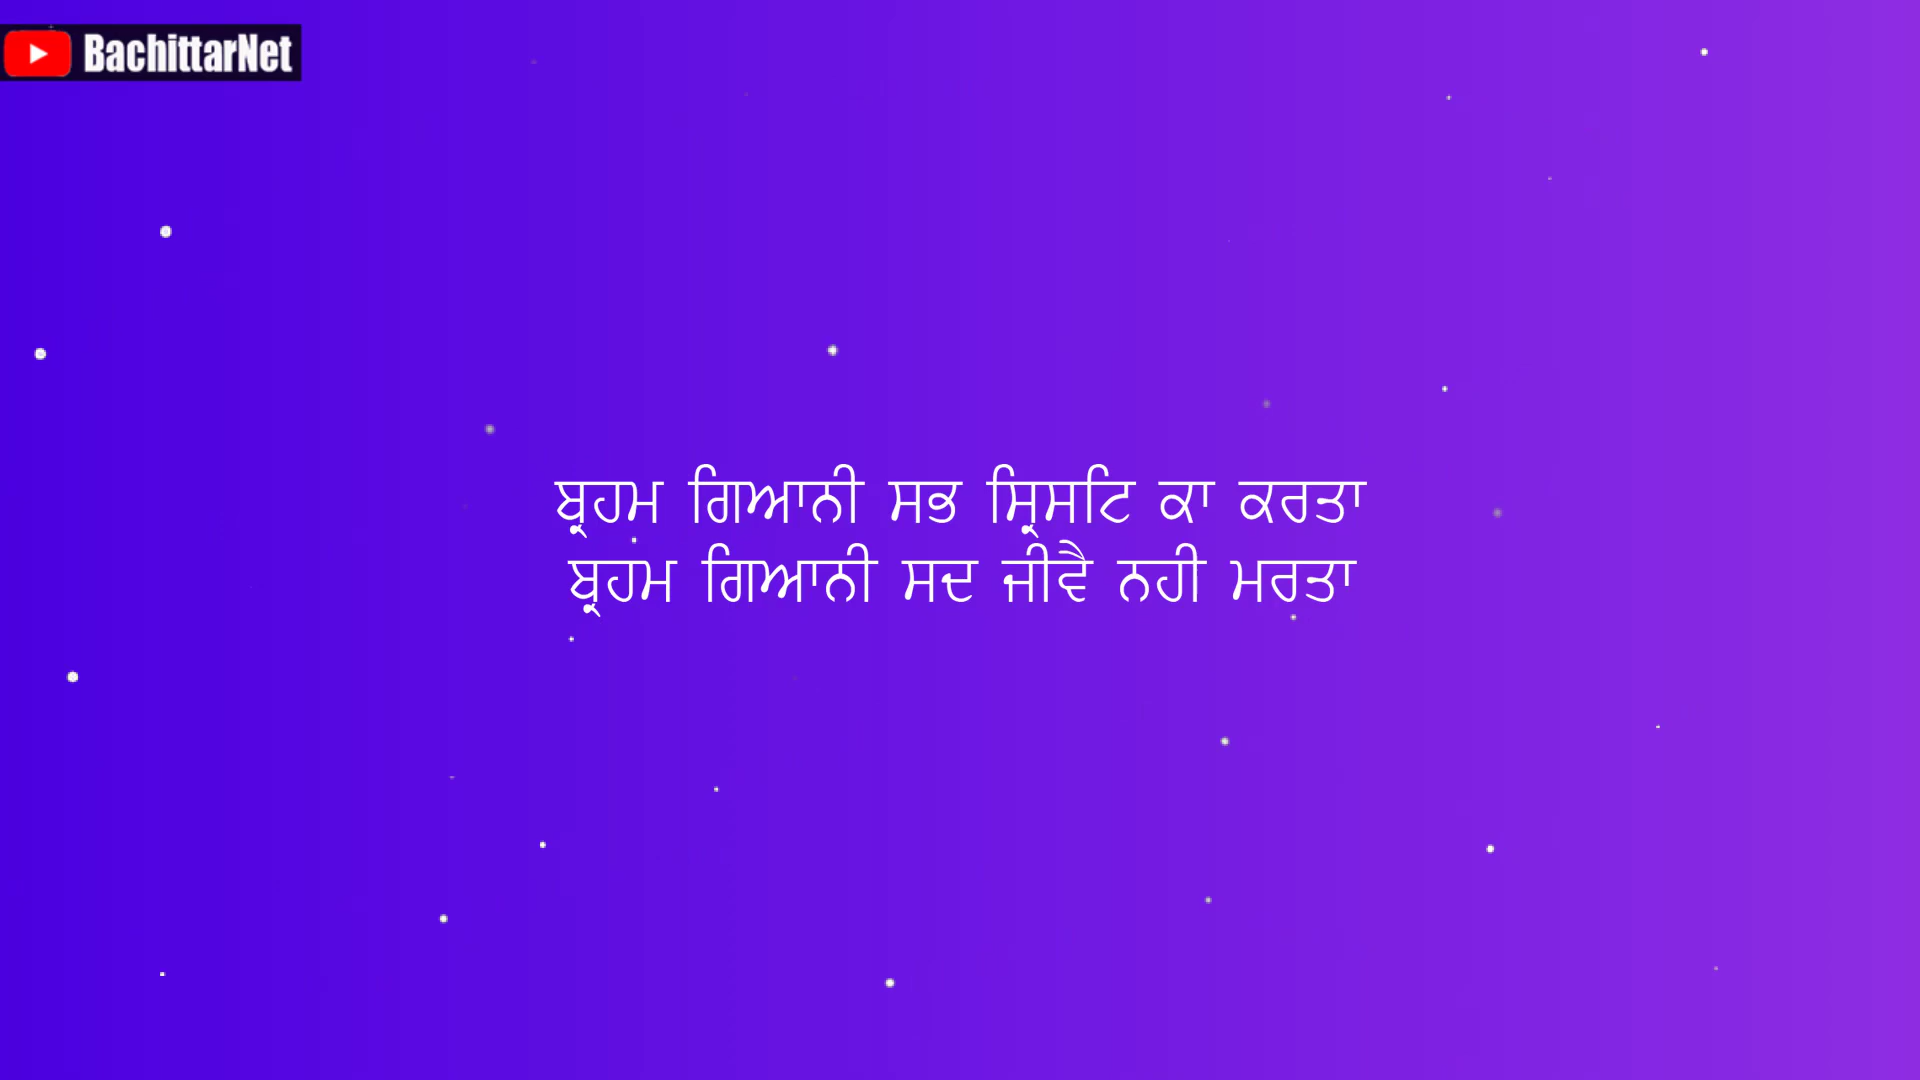 BachittarNet
ਬ੍ਰਹਮ ਗਿਆਨੀ ਸਭ ਸ੍ਰਿਸਟਿ ਕਾ ਕਰਤਾ
ਬ੍ਰਹਮ ਗਿਆਨੀ ਸਦ ਜੀਵੈ ਨਹੀ ਮਰਤਾ